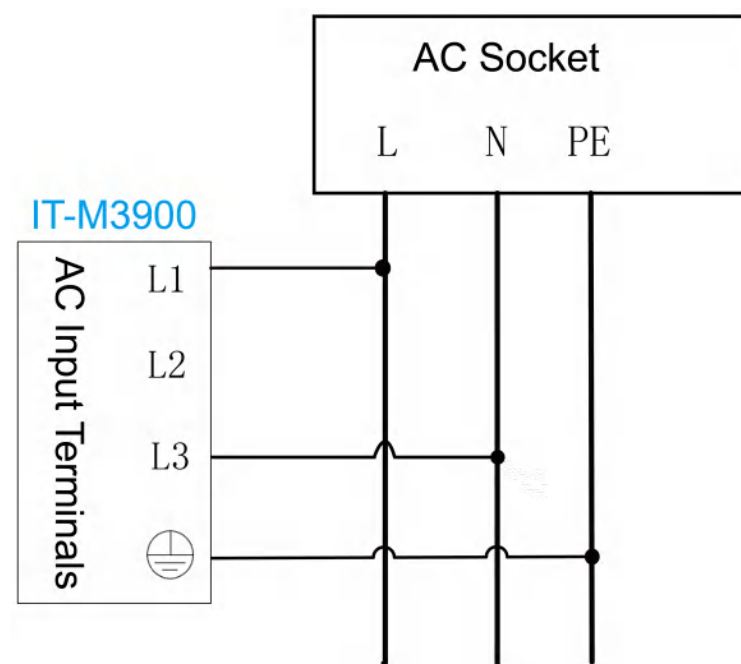 AC Socket
L N PE
IT-M3900
AC Input Terminals
L1
L2
L3